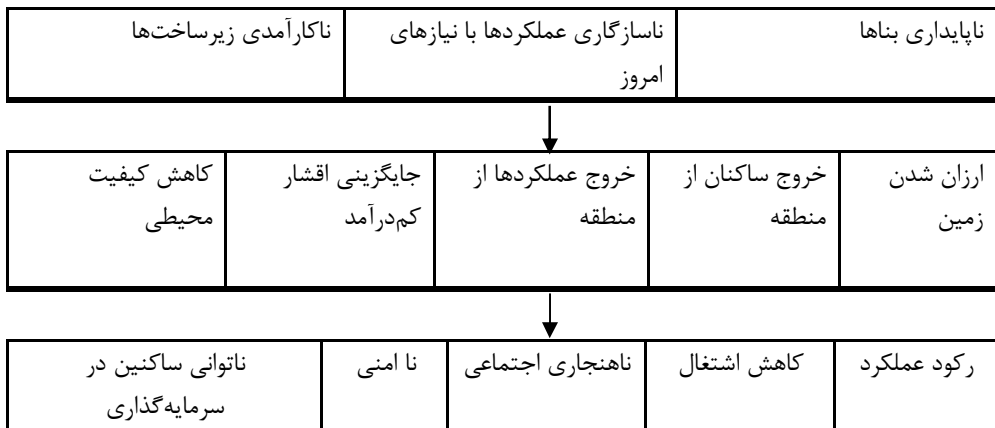 ناپایداری بناها
ناسازگاری عملکردها با نیازهای
امروز
ناکارآمدی زیرساخت‌ها
ارزان شدن
زمین
خروج ساکنان از
منطقه
خروج عملکردها از
منطقه
جایگزینی اقشار
کم‌درآمد
کاهش کیفیت
محیطی
رکود عملکرد
کاهش اشتغال
ناهنجاری اجتماعی
نا امنی
ناتوانی ساکنین در
سرمایه‌گذاری